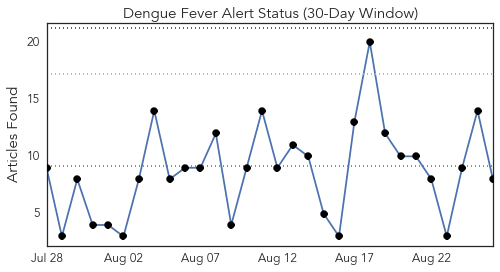 Dengue Fever Alert Status (30-Day Window)
Articles Found
20
15
10
5
Jul 28
Aug 02
Aug 07
Aug 12
Aug 17
Aug 22